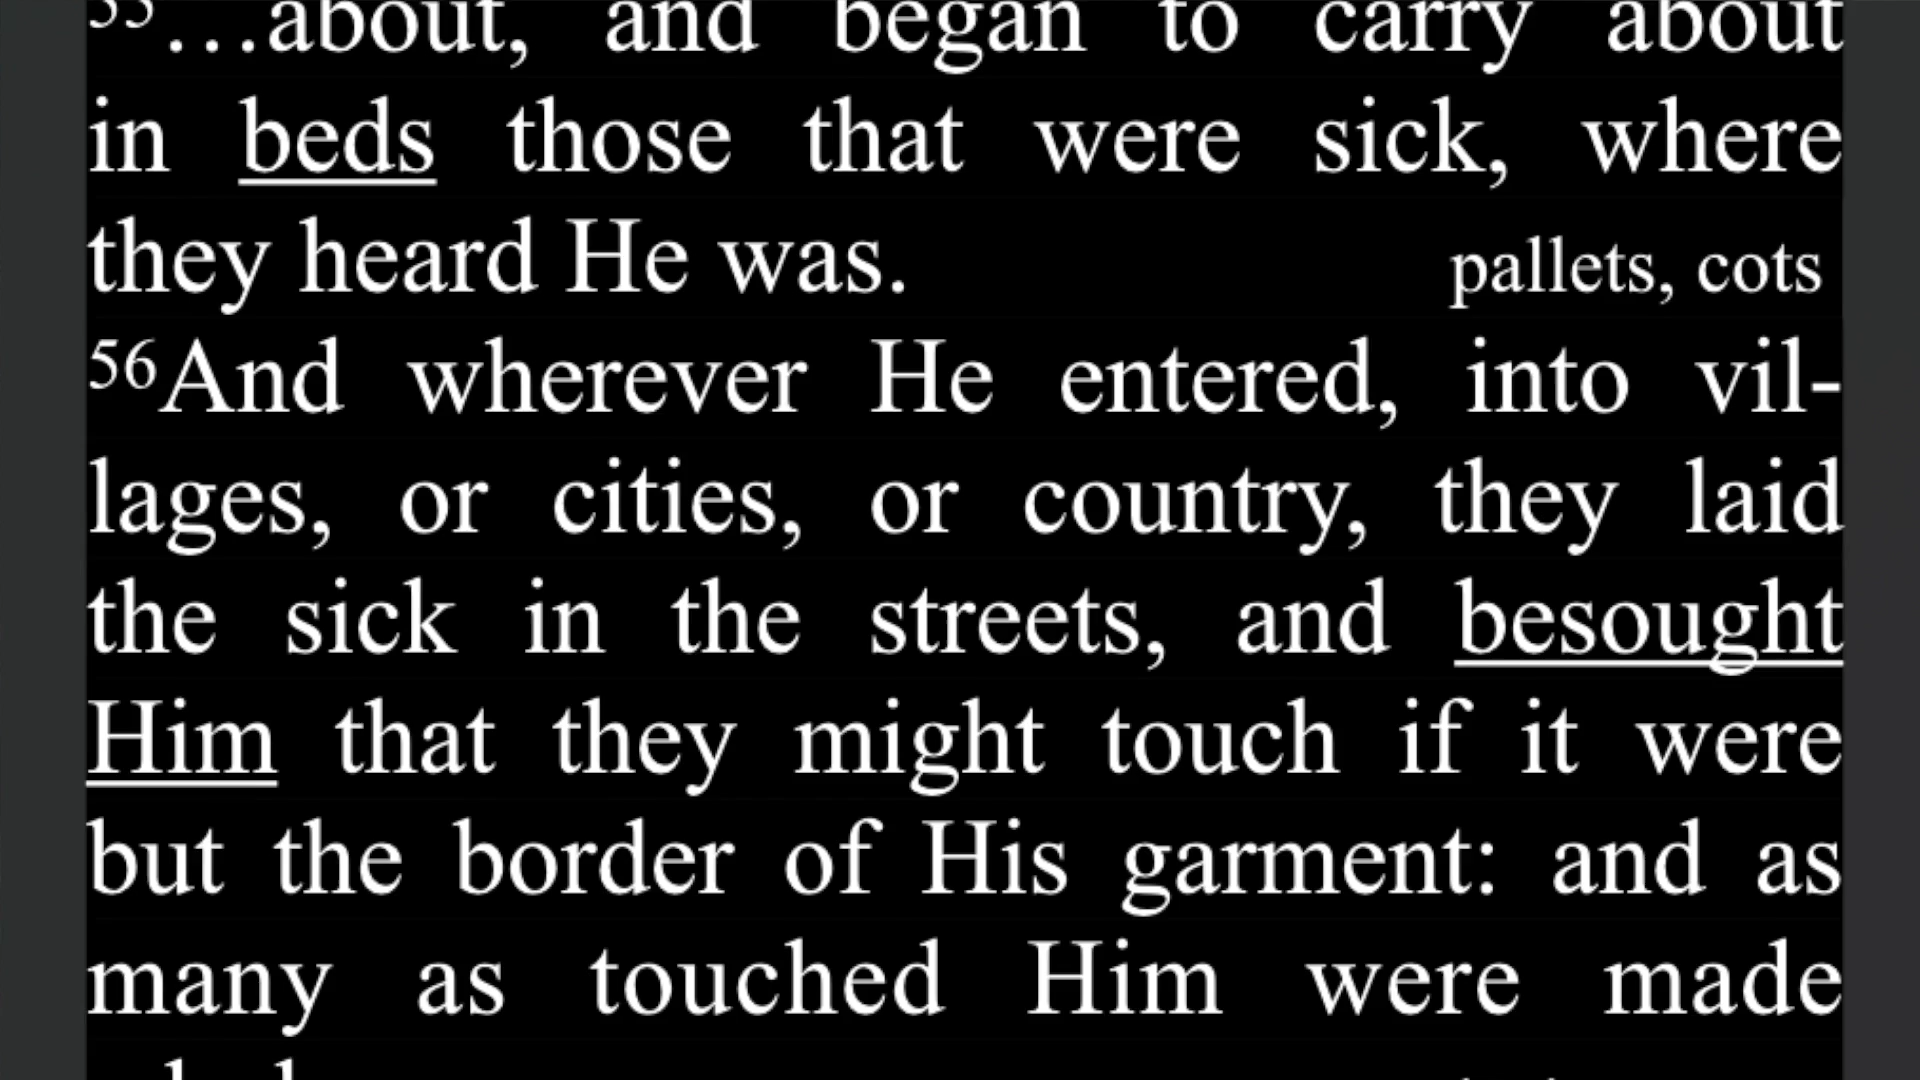 55…about, and began to carry about
in beds those that were sick, where
they heard He was. pallets, cots
56And wherever He entered, into vil-
lages, or cities, or country, they laid
the sick in the streets, and besought
Him that they might touch if it were
but the border of His garment: and as
many as touched Him were made